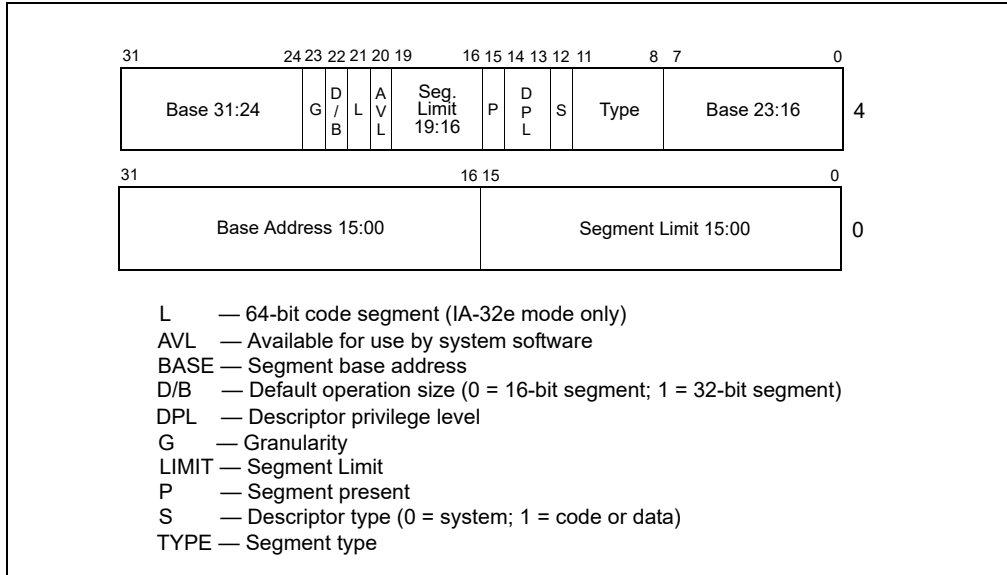 31 24 23 22 21 20 19 16 15 14 13 12 11 8 7 0
Base 31:24 G D/B L AVL Seg. Limit 19:16 P DPL S Type Base 23:16 4
31 16 15 0
Base Address 15:00 Segment Limit 15:00 0
L — 64-bit code segment (IA-32e mode only)
AVL — Available for use by system software
BASE — Segment base address
D/B — Default operation size (0 = 16-bit segment; 1 = 32-bit segment)
DPL — Descriptor privilege level
G — Granularity
LIMIT — Segment Limit
P — Segment present
S — Descriptor type (0 = system; 1 = code or data)
TYPE — Segment type